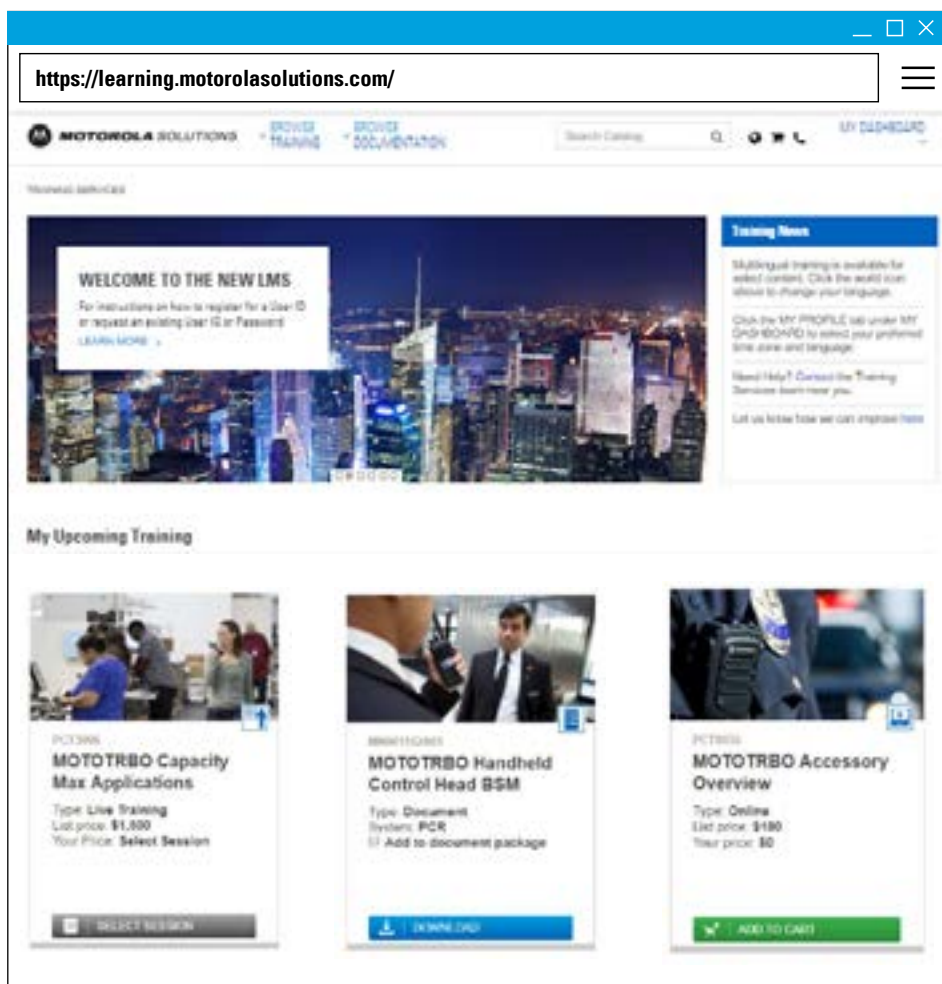 https://learning.motorolasolutions.com/
MOTOROLA SOLUTIONS
BROWSE
TRAINING
BROWSE
DOCUMENTATION
Search Catalog
MY DASHBOARD
TRAINING SERVICES
WELCOME TO THE NEW LMS
For instructions on how to register for a User ID
or request an existing User ID or Password
LEARN MORE
Training News
Multilingual training is available for
select content. Click the world icon
above to change your language.
Click the MY PROFILE tab under MY
DASHBOARD to select your preferred
time zone and language.
Need Help? Contact the Training
Services team near you.
Let us know how we can improve here
My Upcoming Training
MOTOTRBO Capacity
Max Applications
Type: Live Training
List price: $1,600
Your Price: Select Session
SELECT SESSION
MOTOTRBO Handheld
Control Head BSM
Type: Document
System: PCR
Add to document package
DOWNLOAD
MOTOTRBO Accessory
Overview
Type: Online
List price: $180
Your price: $0
ADD TO CART